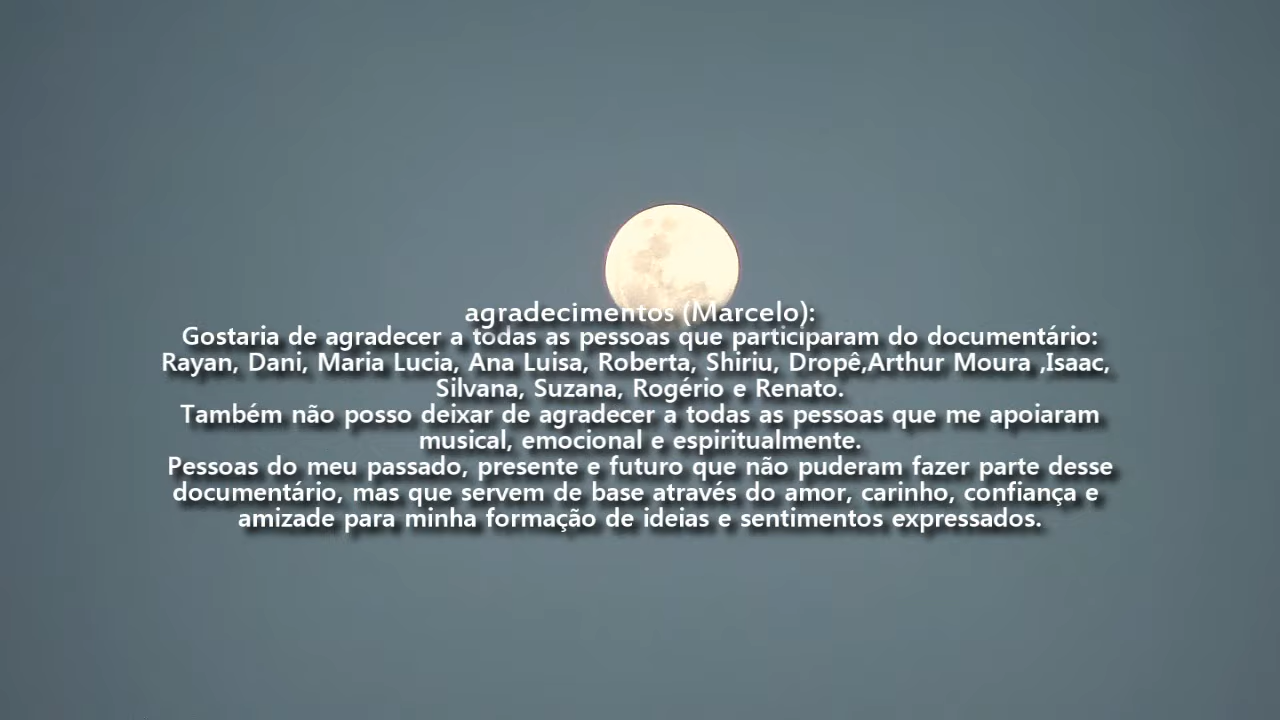 agradecimentos (Marcelo):
Gostaria de agradecer a todas as pessoas que participaram do documentário:
Rayan, Dani, Maria Lucia, Ana Luisa, Roberta, Shiriu, Dropê,Arthur Moura ,Isaac,
Silvana, Suzana, Rogério e Renato.
Também não posso deixar de agradecer a todas as pessoas que me apoiaram
musical, emocional e espiritualmente.
Pessoas do meu passado, presente e futuro que não puderam fazer parte desse
documentário, mas que servem de base através do amor, carinho, confiança e
amizade para minha formação de ideias e sentimentos expressados.